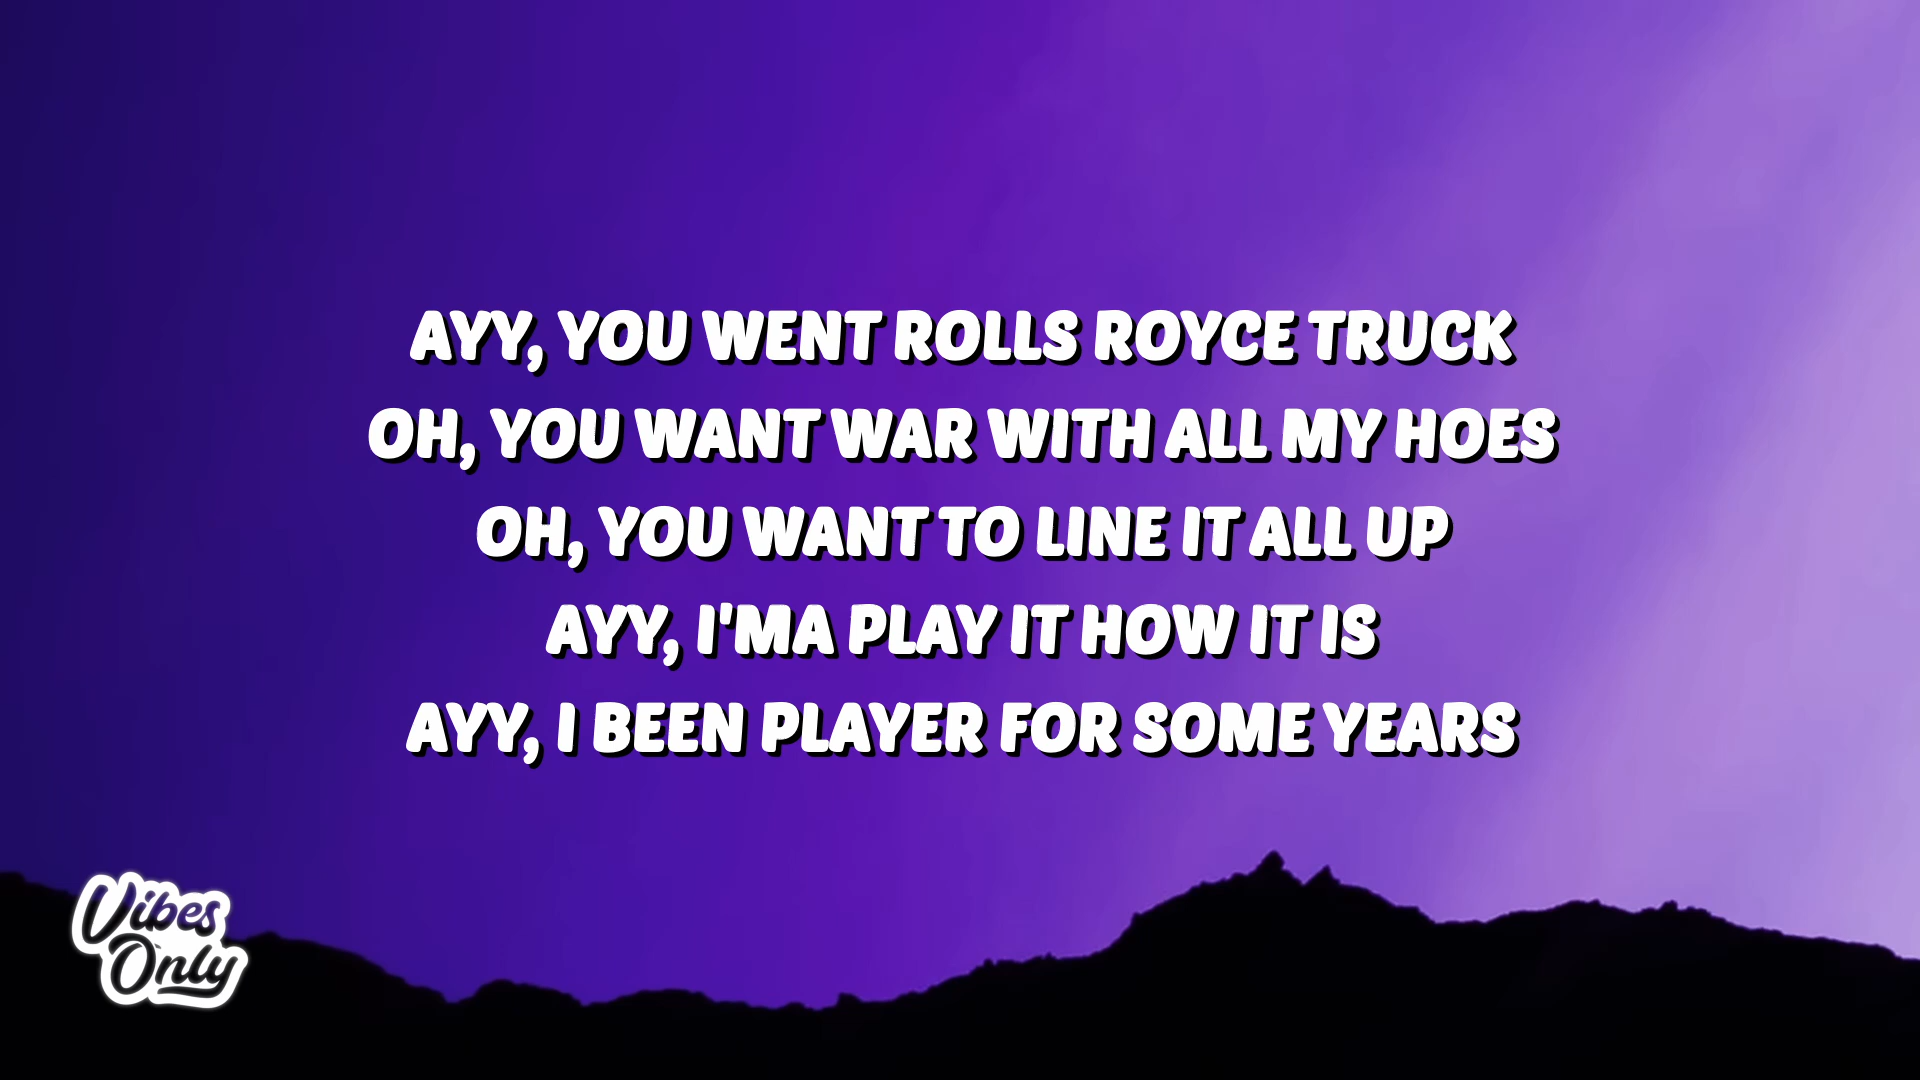 AYY, YOU WENT ROLLS ROYCE TRUCK
OH, YOU WANT WAR WITH ALL MY HOES
OH, YOU WANT TO LINE IT ALL UP
AYY, I'MA PLAY IT HOW IT IS
AYY, I BEEN PLAYER FOR SOME YEARS
Vibes
Only